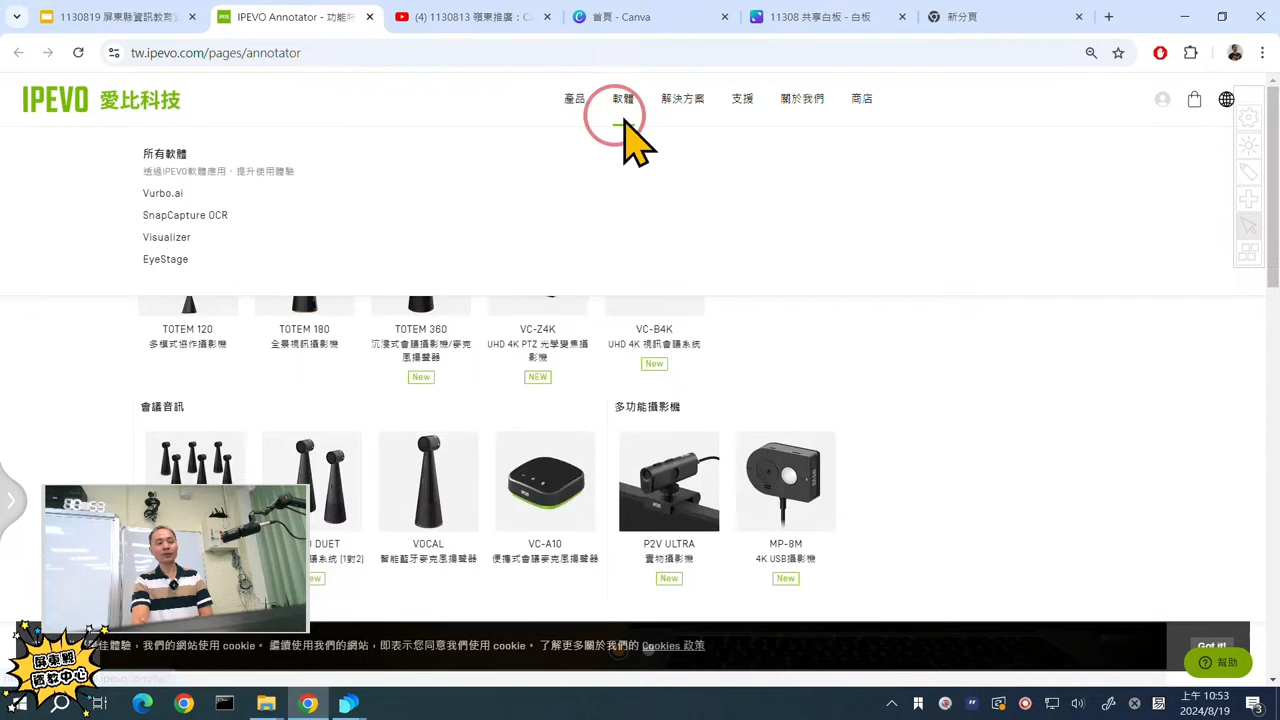 1130819 屏東縣資訊教育
IPEVO Annotator - 功能
(4) 1130813 嶺東推廣：Ca
首頁 - Canva
11308 共享白板 - 白板
新分頁
tw.ipevo.com/pages/annotator
IPEVO 愛比科技
產品
軟體
解決方案
支援
關於我們
商店
所有軟體
透過IPEVO軟體應用，提升使用體驗
Vurbo.ai
SnapCapture OCR
Visualizer
EyeStage
TOTEM 120
多模式協作攝影機
TOTEM 180
全景視訊攝影機
TOTEM 360
沉浸式會議攝影機/麥克
風揚聲器
New
VC-Z4K
UHD 4K PTZ 光學變焦攝
影機
NEW
VC-B4K
UHD 4K 視訊會議系統
New
會議音訊
多功能攝影機
DUET
議系統 [1對2]
VOCAL
智能藍牙麥克風揚聲器
VC-A10
便攜式會議麥克風揚聲器
P2V ULTRA
實物攝影機
New
MP-8M
4K USB攝影機
New
佳體驗，我們的網站使用 cookie。 繼續使用我們的網站，即表示您同意我們使用 cookie。 了解更多關於我們的 Cookies 政策
Got it!
幫助
屏東縣
資教中心
上午 10:53
2024/8/19